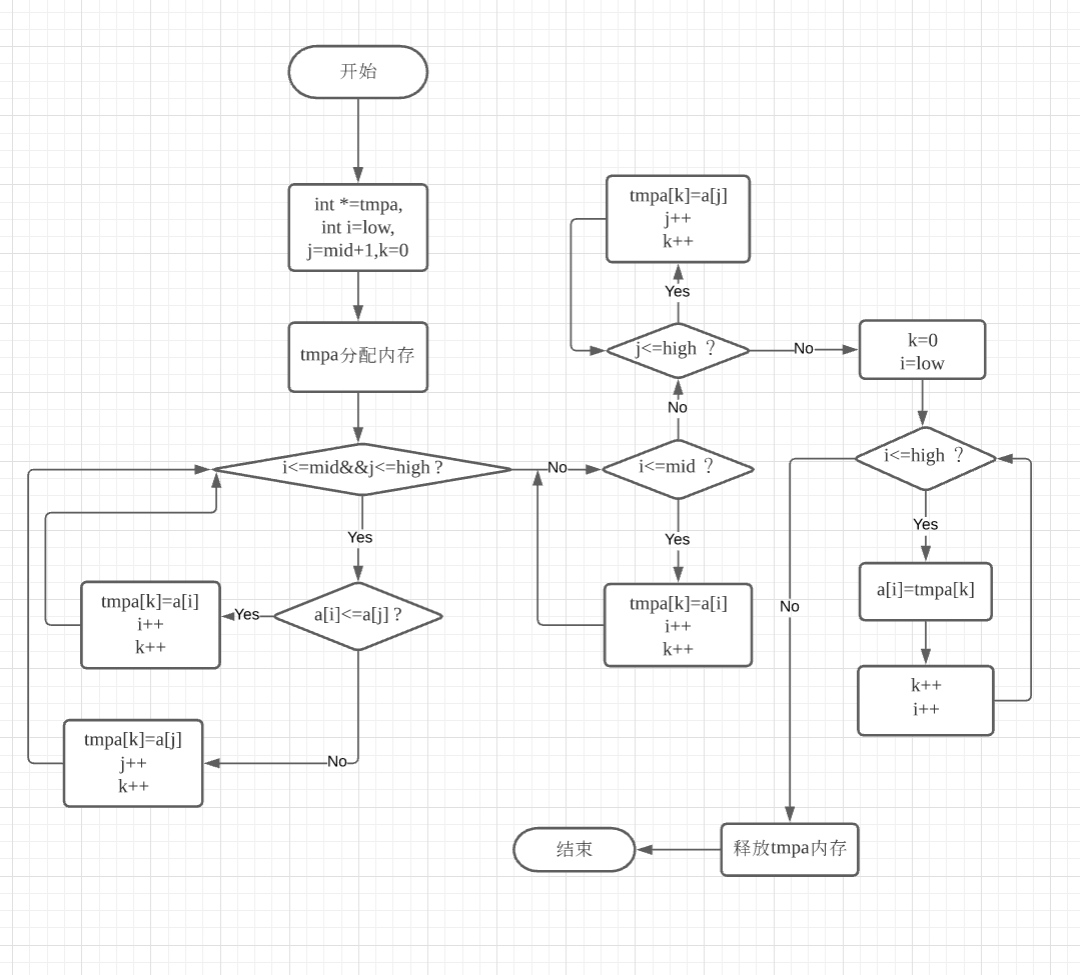 开始
int *=tmpa,
int i=low,
j=mid+1,k=0
tmpa分配内存
i<=mid&&j<=high ?
Yes
a[i]<=a[j] ?
Yes
tmpa[k]=a[i]
i++
k++
No
tmpa[k]=a[j]
j++
k++
No
i<=mid ？
Yes
tmpa[k]=a[i]
i++
k++
No
j<=high ？
Yes
tmpa[k]=a[j]
j++
k++
No
k=0
i=low
i<=high ？
Yes
a[i]=tmpa[k]
k++
i++
No
释放tmpa内存
结束